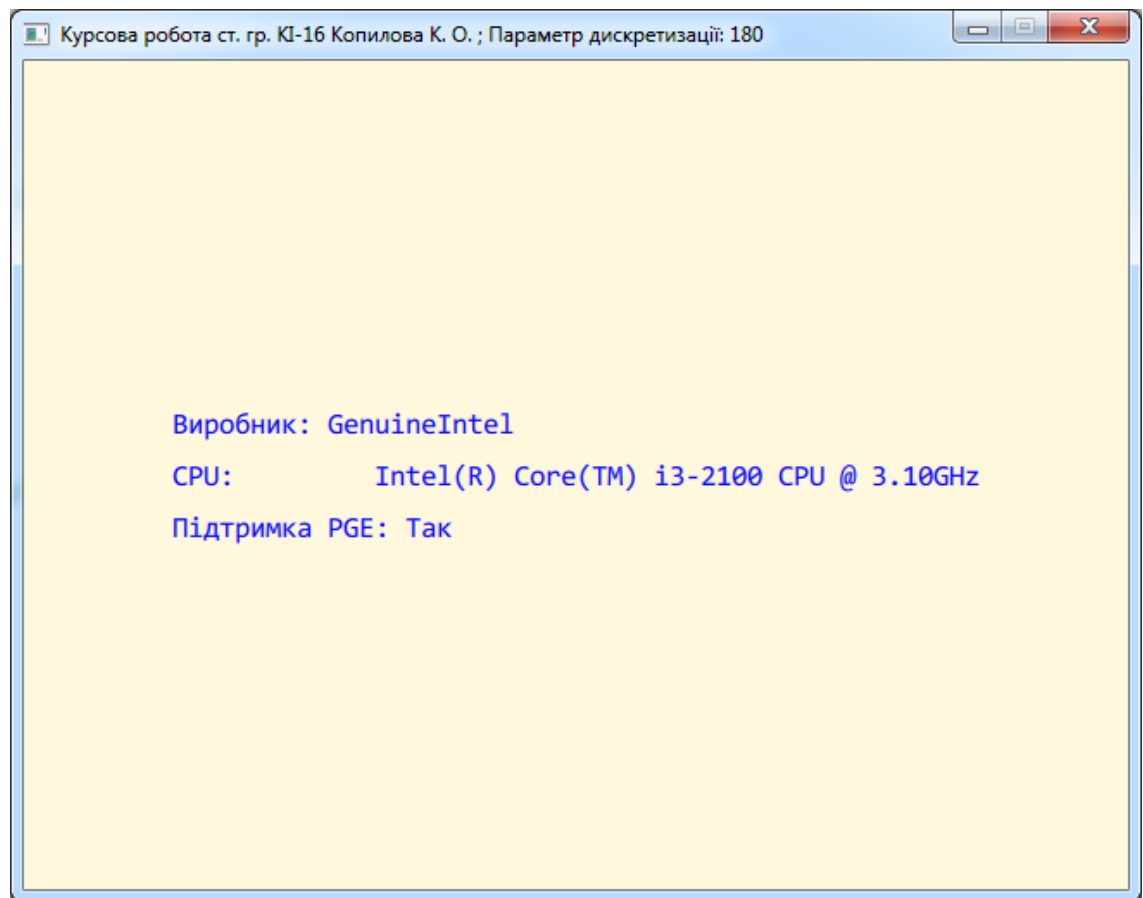 Курсова робота ст. гр. КІ-16 Копилова К. О. ; Параметр дискретизації: 180
Виробник: GenuineIntel
CPU:         Intel(R) Core(TM) i3-2100 CPU @ 3.10GHz
Підтримка PGE: Так